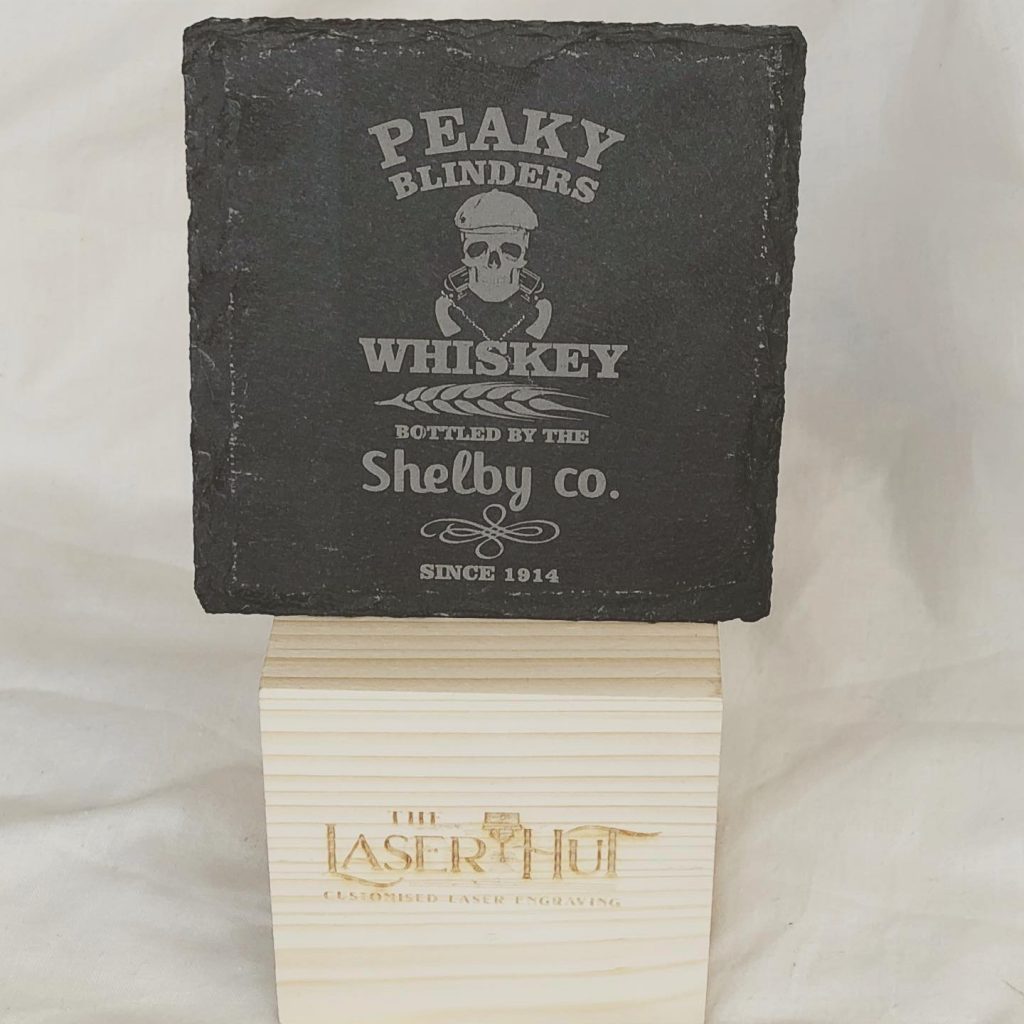 PEAKY
BLINDERS
WHISKEY
BOTTLED BY THE
Shelby co.
SINCE 1914
THE
LASER HUT
CUSTOMISED LASER ENGRAVING